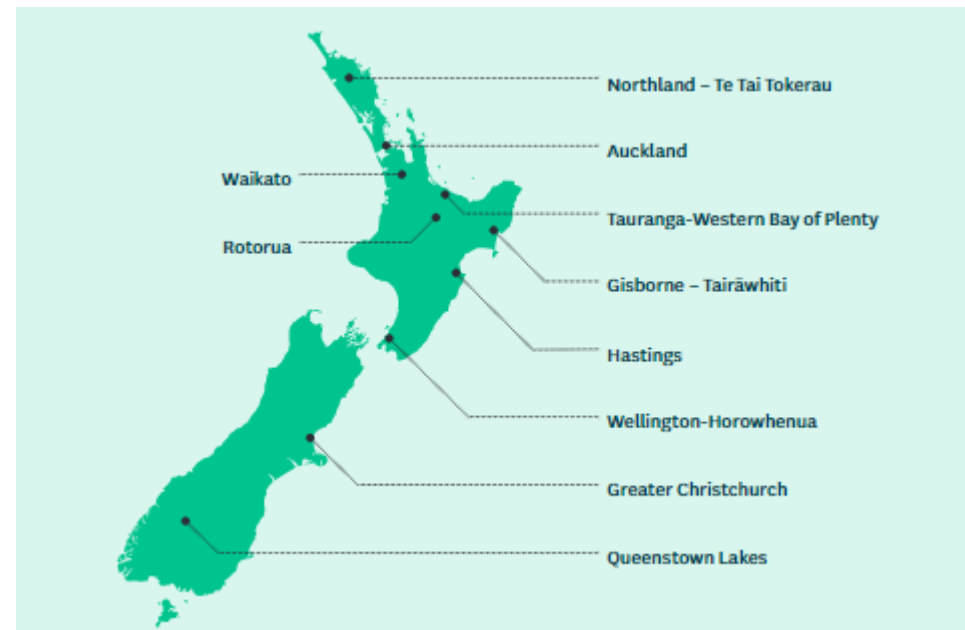 Northland – Te Tai Tokerau
Auckland
Waikato
Tauranga-Western Bay of Plenty
Rotorua
Gisborne – Tairāwhiti
Hastings
Wellington-Horowhenua
Greater Christchurch
Queenstown Lakes